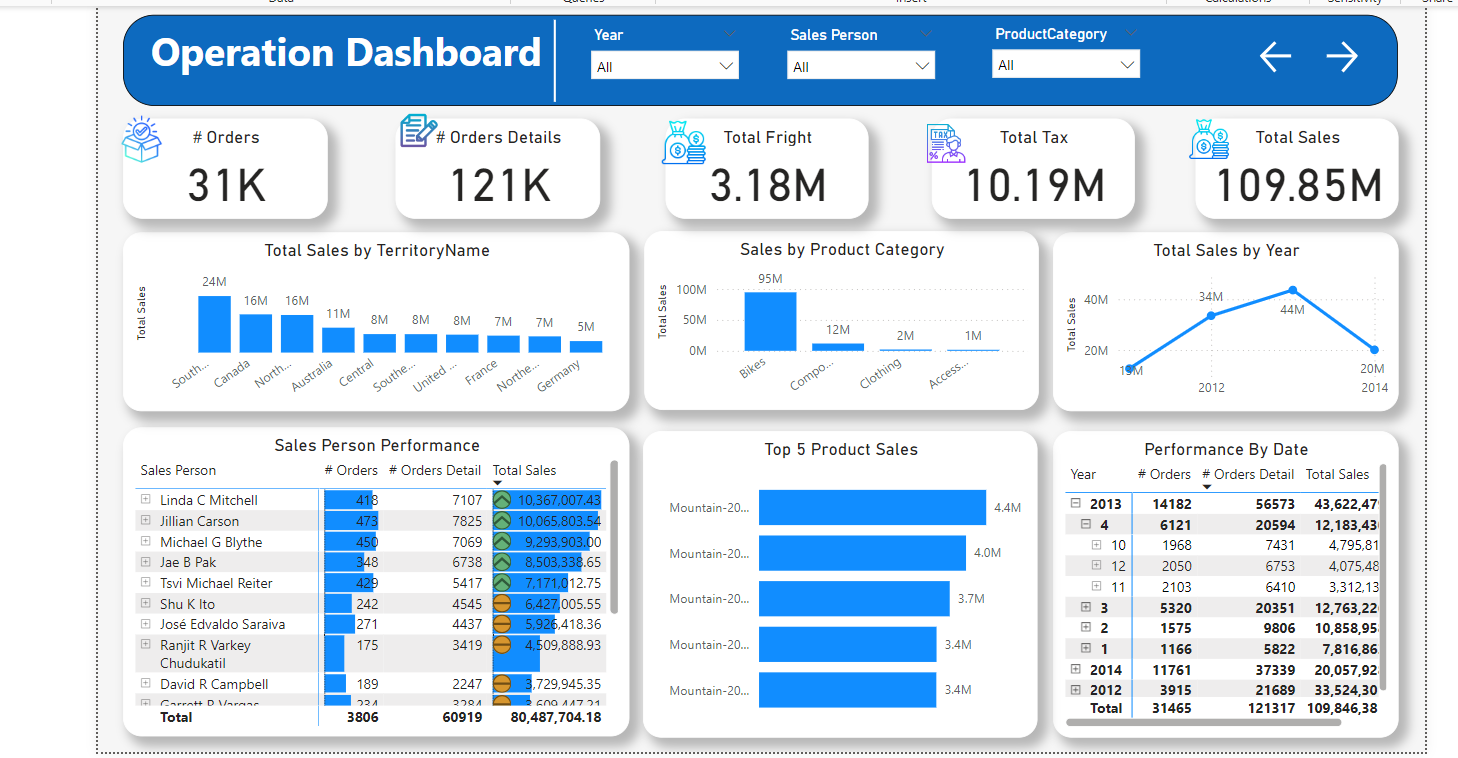 Data Queries Insert Calculations Sensitivity Share
Operation Dashboard
Year Sales Person ProductCategory
All All All
# Orders # Orders Details Total Fright Total Tax Total Sales
31K 121K 3.18M 10.19M 109.85M
Total Sales by TerritoryName
Total Sales
24M 16M 16M 11M 8M 8M 8M 7M 7M 5M
South... Canada North... Australia Central Southe... United ... France Northe... Germany
Sales by Product Category
Total Sales
100M
50M
0M
95M 12M 2M 1M
Bikes Compo... Clothing Access...
Total Sales by Year
Total Sales
40M
20M
34M 44M 20M
2012 2014
Sales Person Performance
Sales Person # Orders # Orders Detail Total Sales
Linda C Mitchell 418 7107 10,367,007.43
Jillian Carson 473 7825 10,065,803.54
Michael G Blythe 450 7069 9,293,903.00
Jae B Pak 348 6738 8,503,338.65
Tsvi Michael Reiter 429 5417 7,171,012.75
Shu K Ito 242 4545 6,427,005.55
José Edvaldo Saraiva 271 4437 5,926,418.36
Ranjit R Varkey Chudukatil 175 3419 4,509,888.93
David R Campbell 189 2247 3,729,945.35
Garrett R Vargas 234 3284 3,609,447.21
Total 3806 60919 80,487,704.18
Top 5 Product Sales
Mountain-20... 4.4M
Mountain-20... 4.0M
Mountain-20... 3.7M
Mountain-20... 3.4M
Mountain-20... 3.4M
Performance By Date
Year # Orders # Orders Detail Total Sales
2013 14182 56573 43,622,47
4 6121 20594 12,183,43
10 1968 7431 4,795,81
12 2050 6753 4,075,48
11 2103 6410 3,312,13
3 5320 20351 12,763,22
2 1575 9806 10,858,95
1 1166 5822 7,816,86
2014 11761 37339 20,057,92
2012 3915 21689 33,524,30
Total 31465 121317 109,846,38